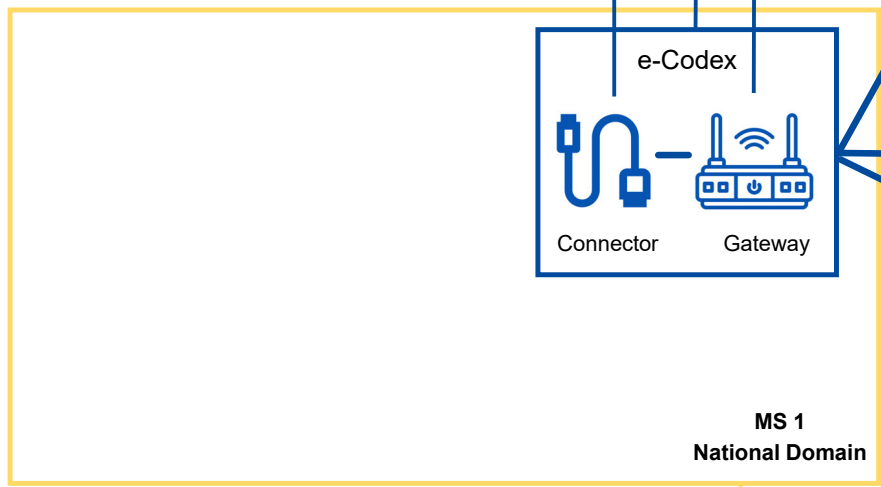 e-Codex
Connector
Gateway
MS 1
National Domain